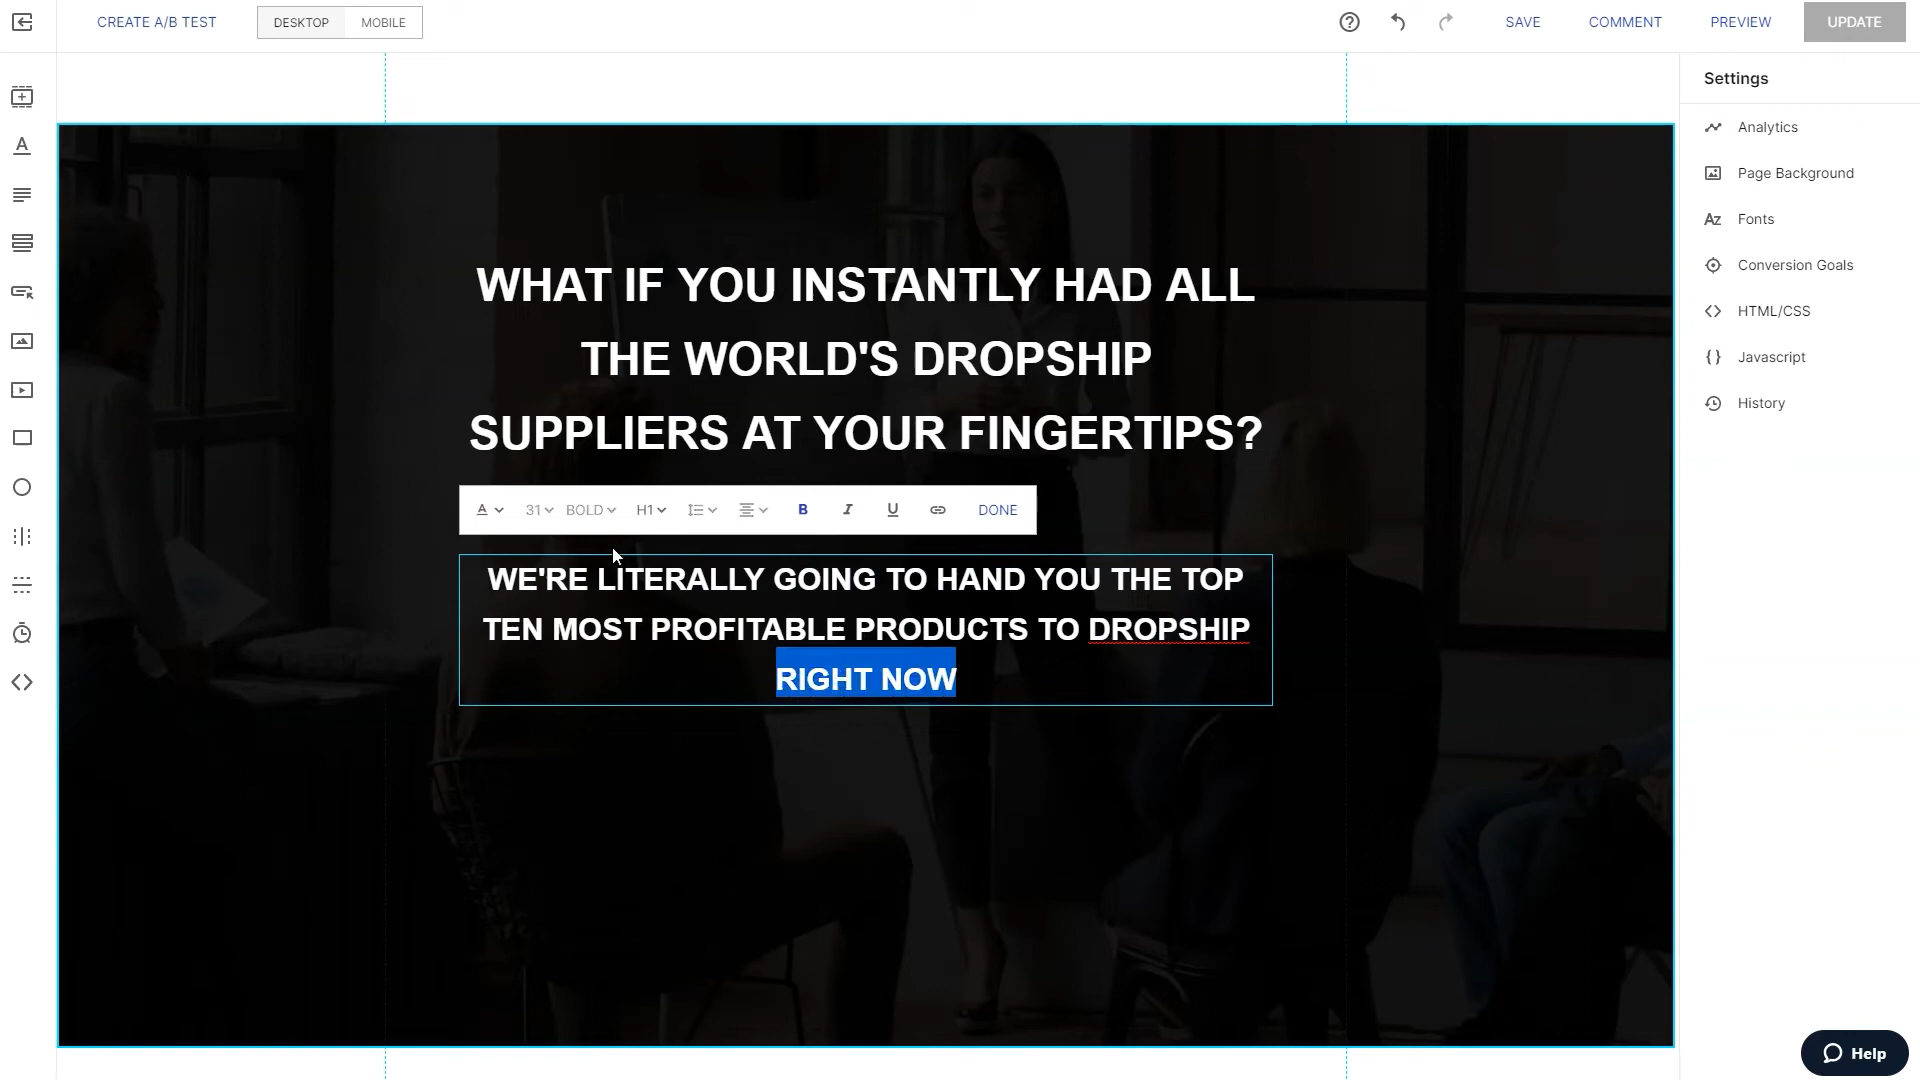 CREATE A/B TEST
DESKTOP
MOBILE
SAVE
COMMENT
PREVIEW
UPDATE
Settings
Analytics
Page Background
Fonts
Conversion Goals
HTML/CSS
Javascript
History
WHAT IF YOU INSTANTLY HAD ALL
THE WORLD'S DROPSHIP
SUPPLIERS AT YOUR FINGERTIPS?
A 31 BOLD H1 B I U DONE
WE'RE LITERALLY GOING TO HAND YOU THE TOP
TEN MOST PROFITABLE PRODUCTS TO DROPSHIP
RIGHT NOW
Help